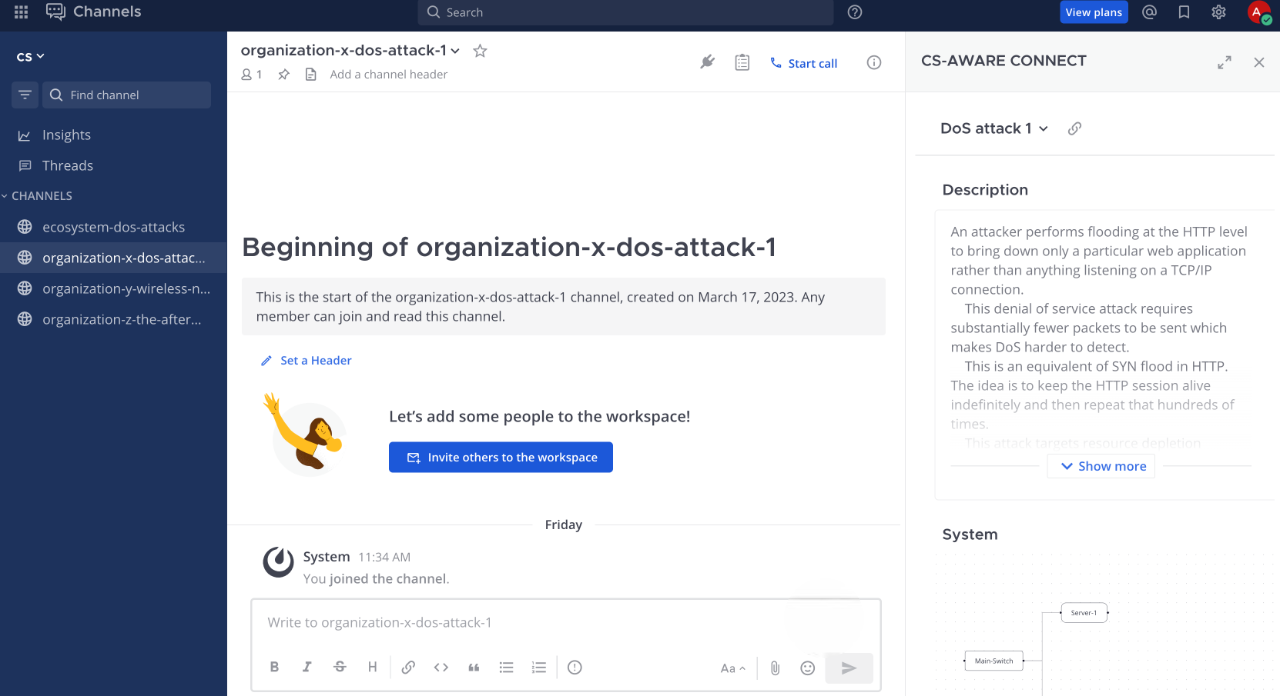 Channels
Search
View plans
A
CS
Find channel
Insights
Threads
CHANNELS
ecosystem-dos-attacks
organization-x-dos-attac...
organization-y-wireless-n...
organization-z-the-after...
organization-x-dos-attack-1
1
Add a channel header
Start call
Beginning of organization-x-dos-attack-1
This is the start of the organization-x-dos-attack-1 channel, created on March 17, 2023. Any
member can join and read this channel.
Set a Header
Let's add some people to the workspace!
Invite others to the workspace
Friday
System 11:34 AM
You joined the channel.
Write to organization-x-dos-attack-1
B I S H
Aa
CS-AWARE CONNECT
DoS attack 1
Description
An attacker performs flooding at the HTTP level
to bring down only a particular web application
rather than anything listening on a TCP/IP
connection.
This denial of service attack requires
substantially fewer packets to be sent which
makes DoS harder to detect.
This is an equivalent of SYN flood in HTTP.
The idea is to keep the HTTP session alive
indefinitely and then repeat that hundreds of
times.
This attack targets resource depletion
Show more
System
Server-1
Main-Switch